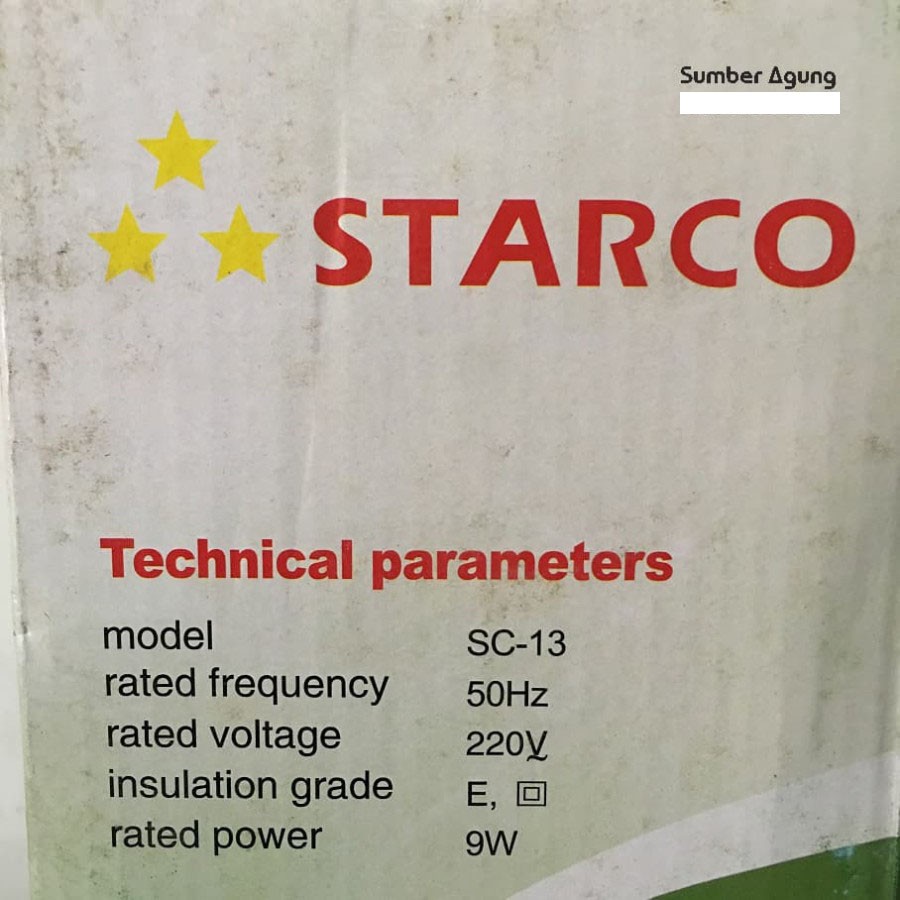 Sumber Agung
STARCO
Technical parameters
model SC-13
rated frequency 50Hz
rated voltage 220V
insulation grade E,
rated power 9W